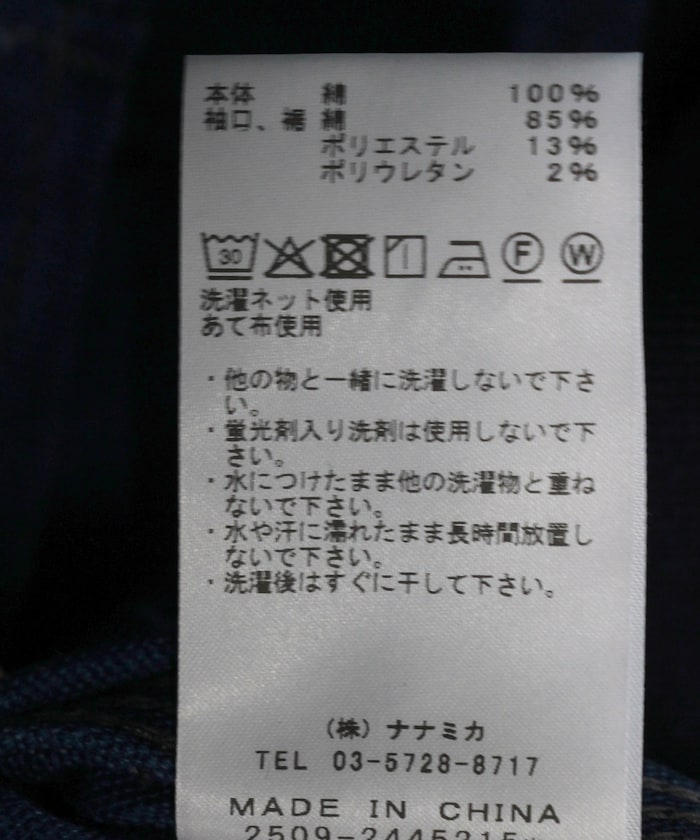 本体 綿 100%
袖口、裾 綿 85%
ポリエステル 13%
ポリウレタン 2%
30
F W
洗濯ネット使用
あて布使用
・他の物と一緒に洗濯しないで下さ
い。
・蛍光剤入り洗剤は使用しないで下
さい。
・水につけたまま他の洗濯物と重ね
ないで下さい。
・水や汗に濡れたまま長時間放置し
ないで下さい。
・洗濯後はすぐに干して下さい。
(株) ナナミカ
TEL 03-5728-8717
MADE IN CHINA